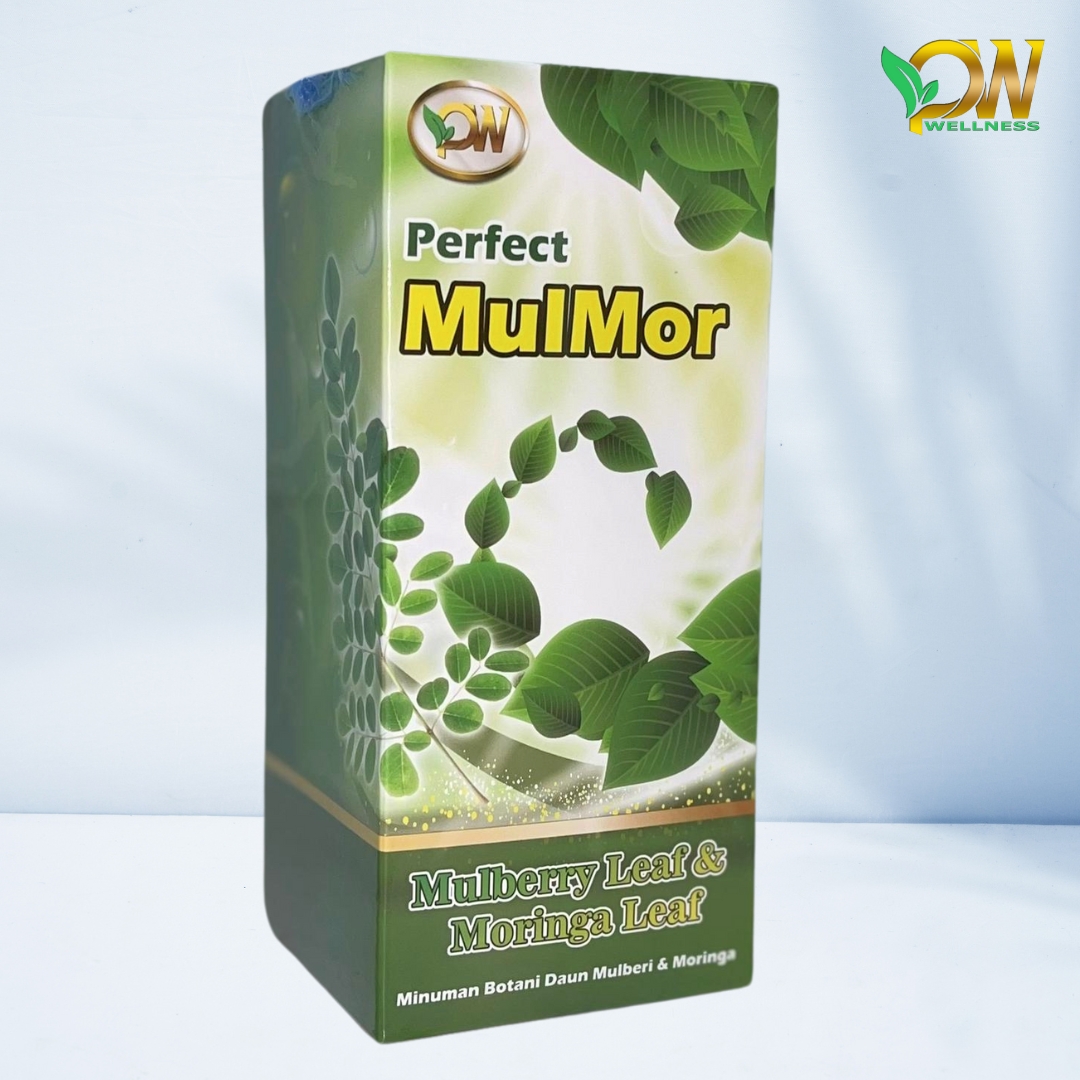 PW
WELLNESS
PW
Perfect
MulMor
Mulberry Leaf &
Moringa Leaf
Minuman Botani Daun Mulberi & Moringa